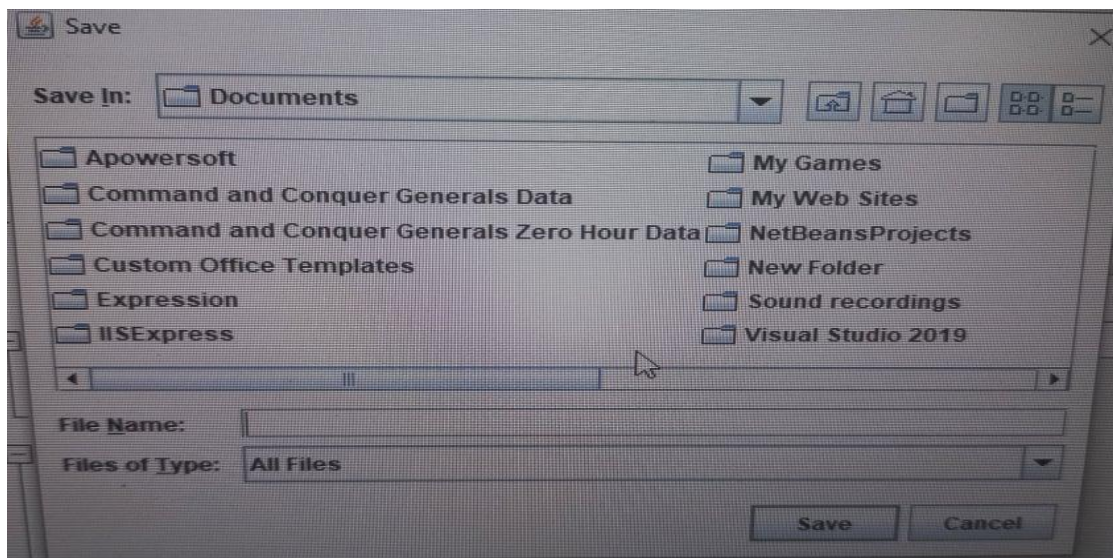 Save
Save In: Documents
Apowersoft
Command and Conquer Generals Data
Command and Conquer Generals Zero Hour Data
Custom Office Templates
Expression
IISExpress
My Games
My Web Sites
NetBeansProjects
New Folder
Sound recordings
Visual Studio 2019
File Name:
Files of Type: All Files
Save Cancel